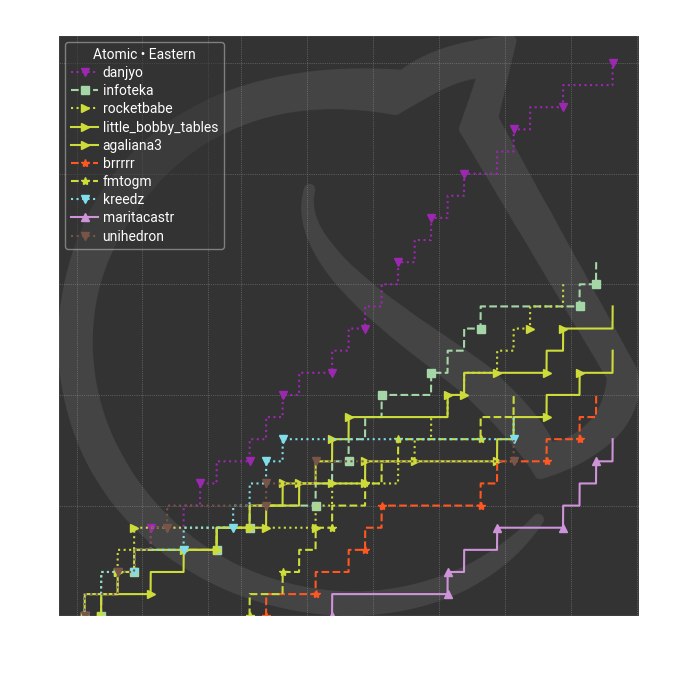 Atomic • Eastern
danjyo
infoteka
rocketbabe
little_bobby_tables
agaliana3
brrrrr
fmtogm
kreedz
maritacastr
unihedron